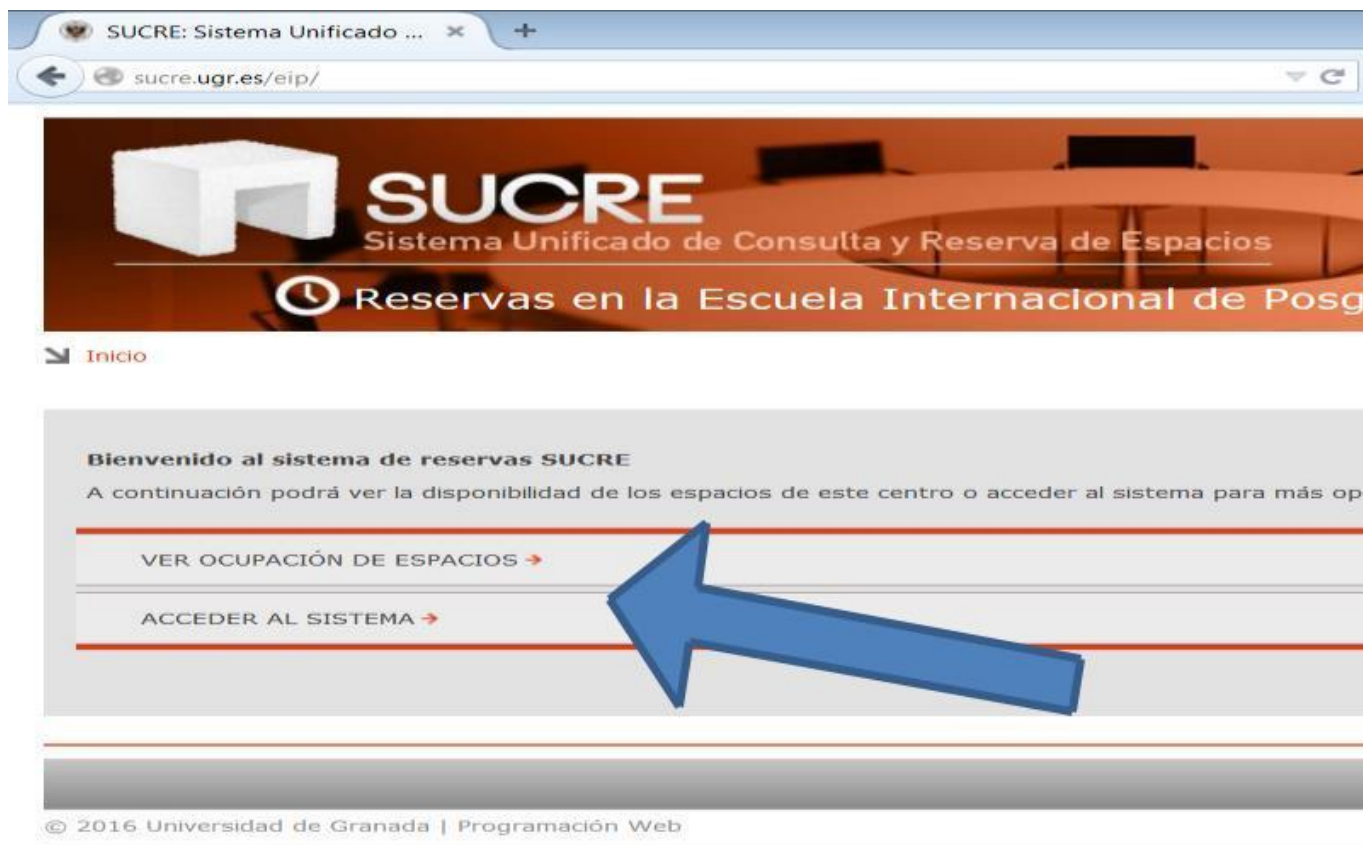 SUCRE: Sistema Unificado ...
sucre.ugr.es/eip/
SUCRE
Sistema Unificado de Consulta y Reserva de Espacios
Reservas en la Escuela Internacional de Posg
Inicio
Bienvenido al sistema de reservas SUCRE
A continuación podrá ver la disponibilidad de los espacios de este centro o acceder al sistema para más op
VER OCUPACIÓN DE ESPACIOS
ACCEDER AL SISTEMA
© 2016 Universidad de Granada | Programación Web